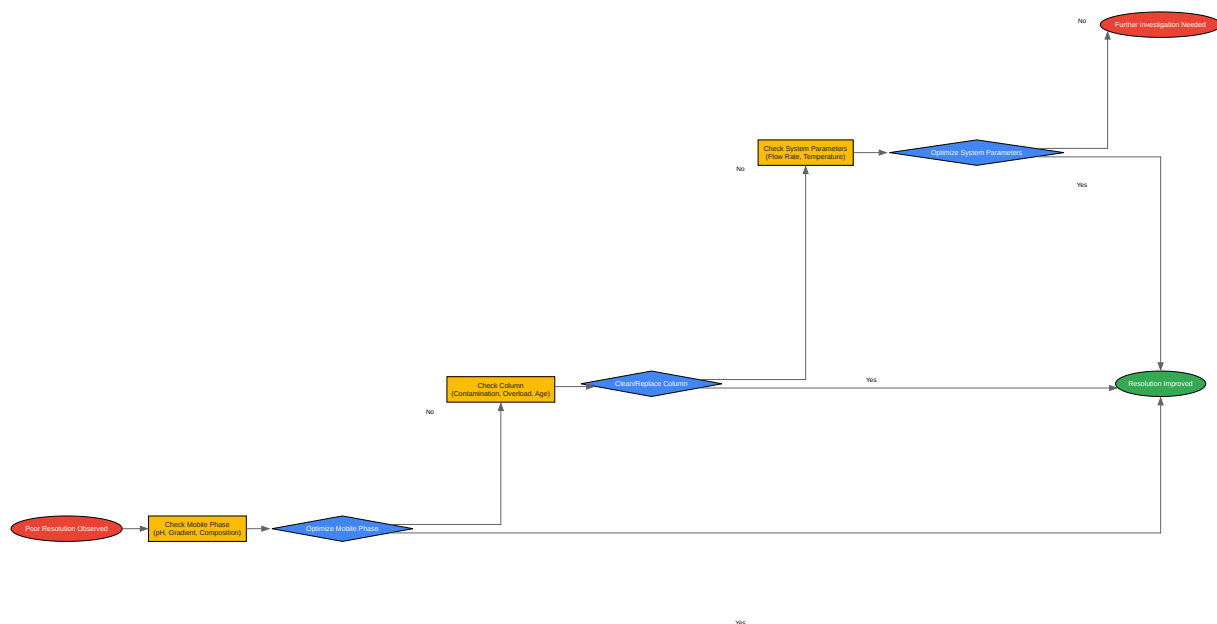 No
Further Investigation Needed
Check System Parameters
(Flow Rate, Temperature)
Optimize System Parameters
No
Yes
Check Column
(Contamination, Overload, Age)
Clean/Replace Column
Yes
Resolution Improved
No
Poor Resolution Observed
Check Mobile Phase
(pH, Gradient, Composition)
Optimize Mobile Phase
Yes